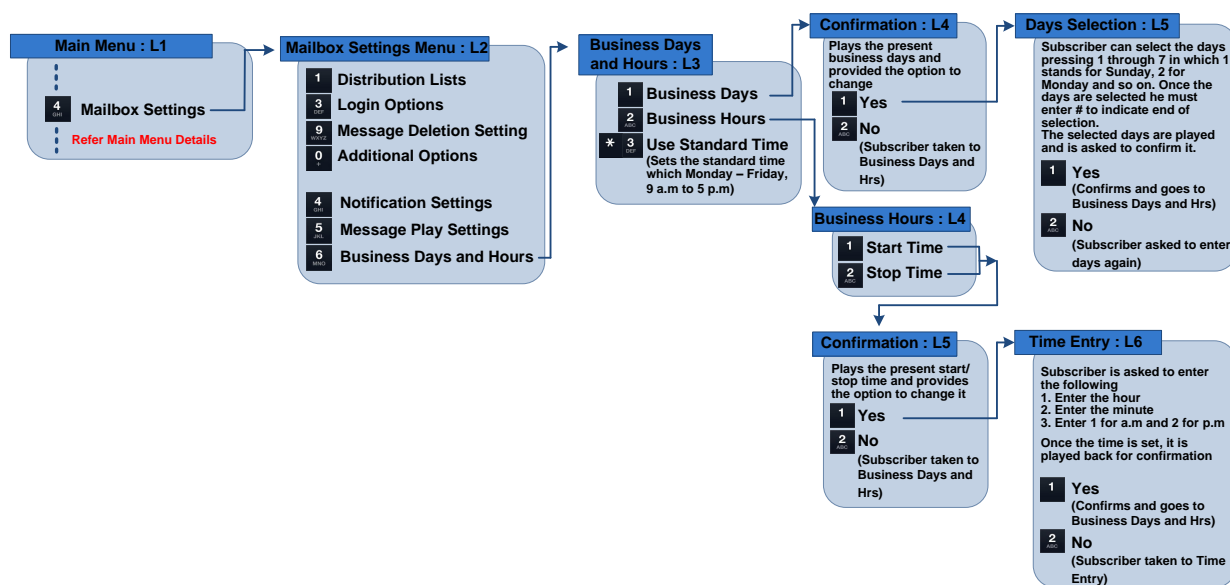 Main Menu : L1
4
GHI
Mailbox Settings
Refer Main Menu Details
Mailbox Settings Menu : L2
1
Distribution Lists
3
DEF
Login Options
9
WXYZ
Message Deletion Setting
0
+
Additional Options
4
GHI
Notification Settings
5
JKL
Message Play Settings
6
MNO
Business Days and Hours
Business Days
and Hours : L3
1
Business Days
2
ABC
Business Hours
* 3
DEF
Use Standard Time
(Sets the standard time
which Monday – Friday,
9 a.m to 5 p.m)
Confirmation : L4
Plays the present
business days and
provided the option to
change
1
Yes
2
ABC
No
(Subscriber taken to
Business Days and
Hrs)
Days Selection : L5
Subscriber can select the days
pressing 1 through 7 in which 1
stands for Sunday, 2 for
Monday and so on. Once the
days are selected he must
enter # to indicate end of
selection.
The selected days are played
and is asked to confirm it.
1
Yes
(Confirms and goes to
Business Days and Hrs)
2
ABC
No
(Subscriber asked to enter
days again)
Business Hours : L4
1
Start Time
2
ABC
Stop Time
Confirmation : L5
Plays the present start/
stop time and provides
the option to change it
1
Yes
2
ABC
No
(Subscriber taken to
Business Days and
Hrs)
Time Entry : L6
Subscriber is asked to enter
the following
1. Enter the hour
2. Enter the minute
3. Enter 1 for a.m and 2 for p.m
Once the time is set, it is
played back for confirmation
1
Yes
(Confirms and goes to
Business Days and Hrs)
2
ABC
No
(Subscriber taken to Time
Entry)